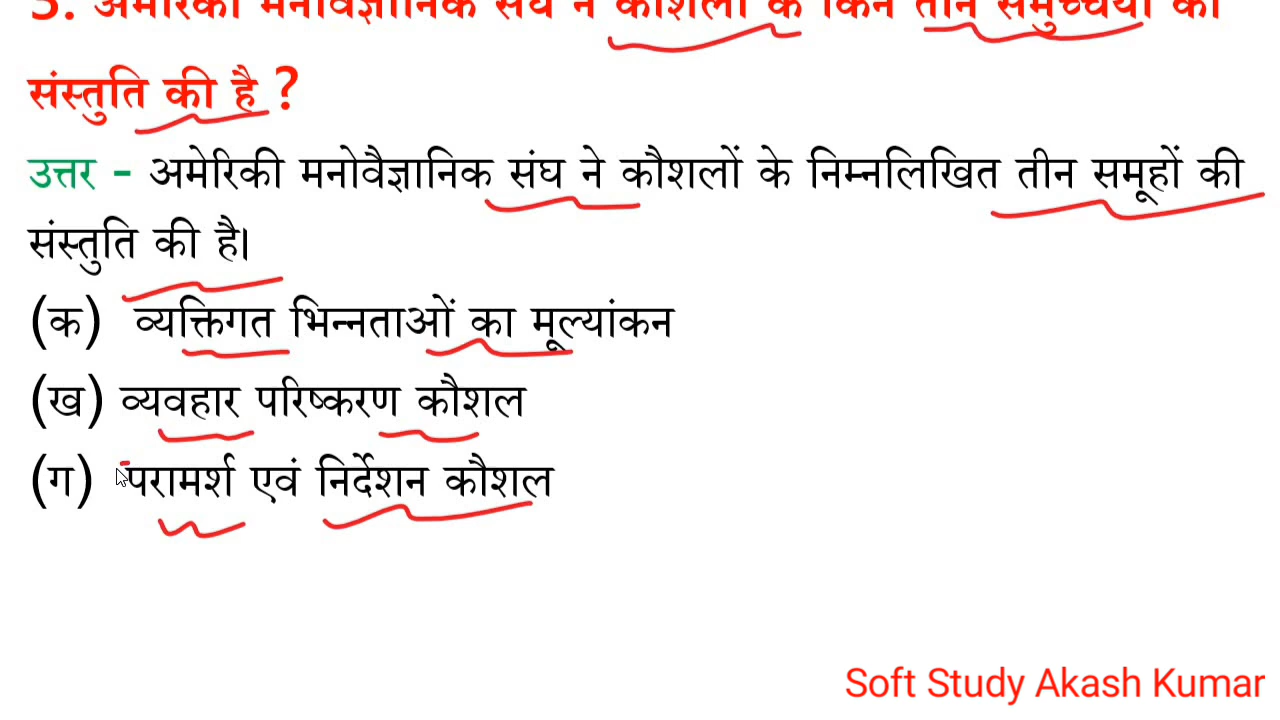 5. अमेरिकी मनोवैज्ञानिक संघ ने कौशलों के किन तीन समुच्चयों की
संस्तुति की है ?
उत्तर - अमेरिकी मनोवैज्ञानिक संघ ने कौशलों के निम्नलिखित तीन समूहों की
संस्तुति की है।
(क) व्यक्तिगत भिन्नताओं का मूल्यांकन
(ख) व्यवहार परिष्करण कौशल
(ग) परामर्श एवं निर्देशन कौशल
Soft Study Akash Kumar